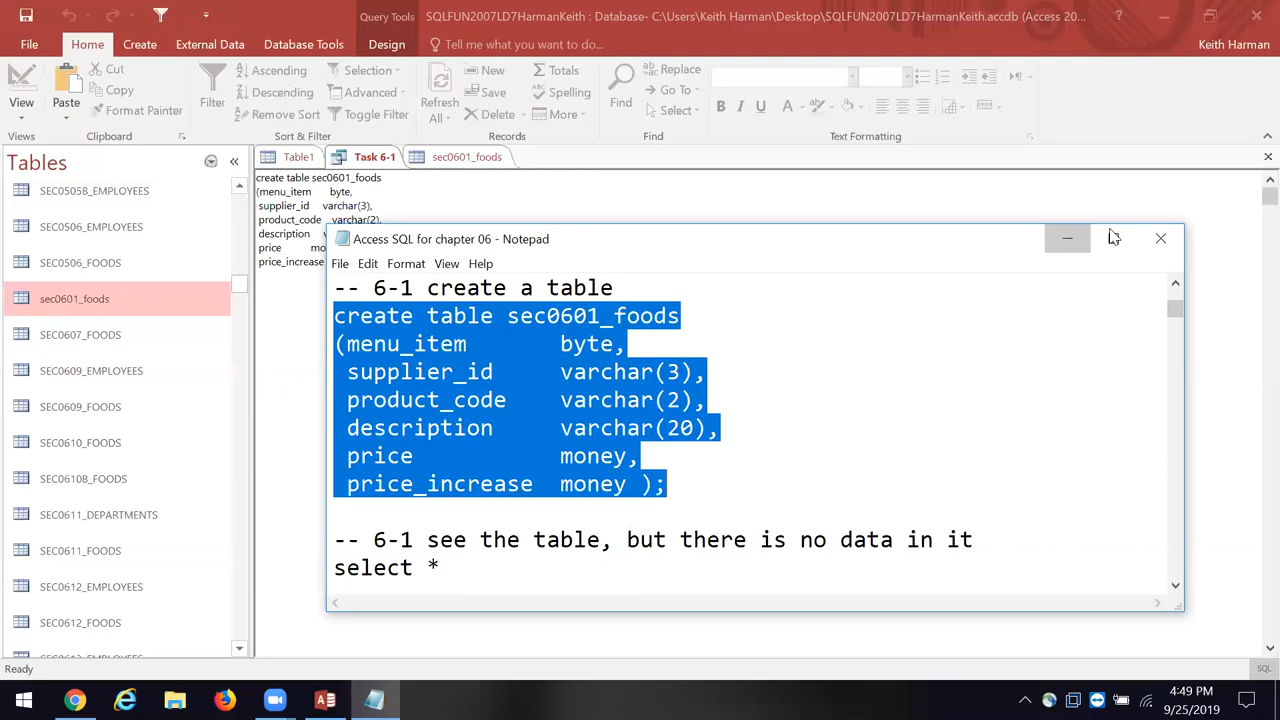 Query Tools
SQLFUN2007LD7HarmanKeith : Database- C:\Users\Keith Harman\Desktop\SQLFUN2007LD7HarmanKeith.accdb (Access 20...
File Home Create External Data Database Tools Design Tell me what you want to do... Keith Harman
View
Views
Paste
Cut
Copy
Format Painter
Clipboard
Filter
Ascending
Descending
Remove Sort
Selection
Advanced
Toggle Filter
Sort & Filter
Refresh
All
New
Save
Delete
Totals
Spelling
More
Records
Find
Replace
Go To
Select
Find
B I U A
Text Formatting
Tables
SEC0505B_EMPLOYEES
SEC0506_EMPLOYEES
SEC0506_FOODS
sec0601_foods
SEC0607_FOODS
SEC0609_EMPLOYEES
SEC0609_FOODS
SEC0610_FOODS
SEC0610B_FOODS
SEC0611_DEPARTMENTS
SEC0611_FOODS
SEC0612_EMPLOYEES
SEC0612_FOODS
Table1 Task 6-1 sec0601_foods
create table sec0601_foods
(menu_item byte,
supplier_id varchar(3),
product_code varchar(2),
description v
price mo
price_increase
Access SQL for chapter 06 - Notepad
File Edit Format View Help
-- 6-1 create a table
create table sec0601_foods
(menu_item byte,
supplier_id varchar(3),
product_code varchar(2),
description varchar(20),
price money,
price_increase money );
-- 6-1 see the table, but there is no data in it
select *
Ready
SQL
4:49 PM
9/25/2019